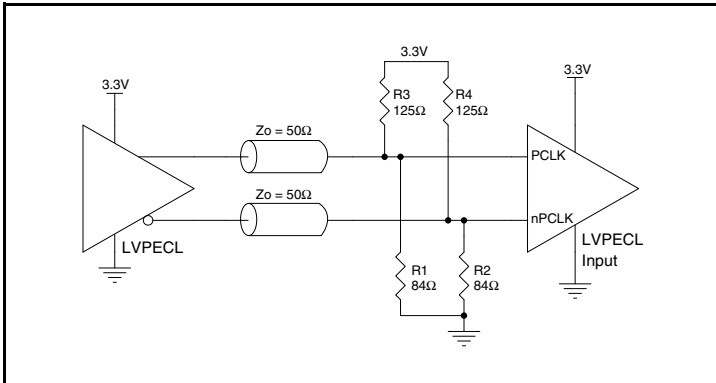 3.3V
3.3V
3.3V
R3
125Ω
R4
125Ω
Zo = 50Ω
PCLK
Zo = 50Ω
nPCLK
LVPECL
LVPECL
Input
R1
84Ω
R2
84Ω